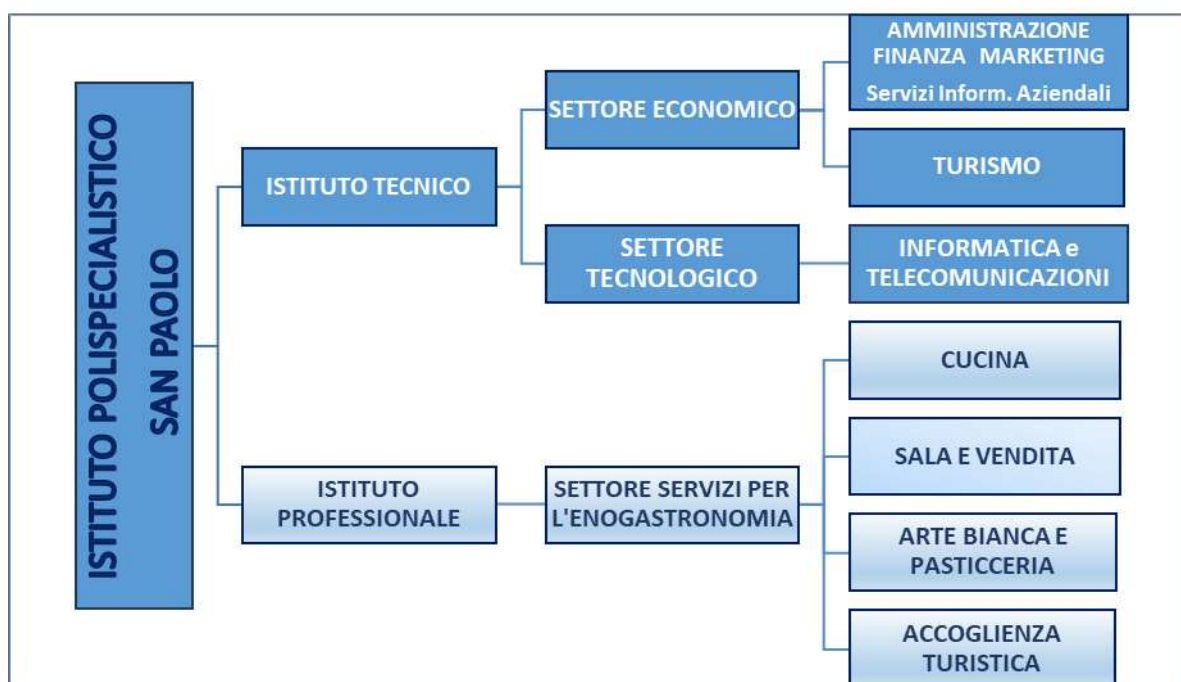 ISTITUTO POLISPECIALISTICO
SAN PAOLO
ISTITUTO TECNICO
SETTORE ECONOMICO
AMMINISTRAZIONE
FINANZA MARKETING
Servizi Inform. Aziendali
TURISMO
SETTORE
TECNOLOGICO
INFORMATICA e
TELECOMUNICAZIONI
ISTITUTO
PROFESSIONALE
SETTORE SERVIZI PER
L'ENOGASTRONOMIA
CUCINA
SALA E VENDITA
ARTE BIANCA E
PASTICCERIA
ACCOGLIENZA
TURISTICA